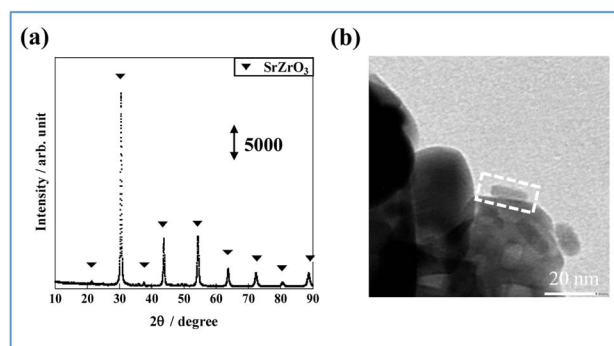 (a)
▼ SrZrO₃
5000
Intensity / arb. unit
10 20 30 40 50 60 70 80 90
2θ / degree
(b)
20 nm